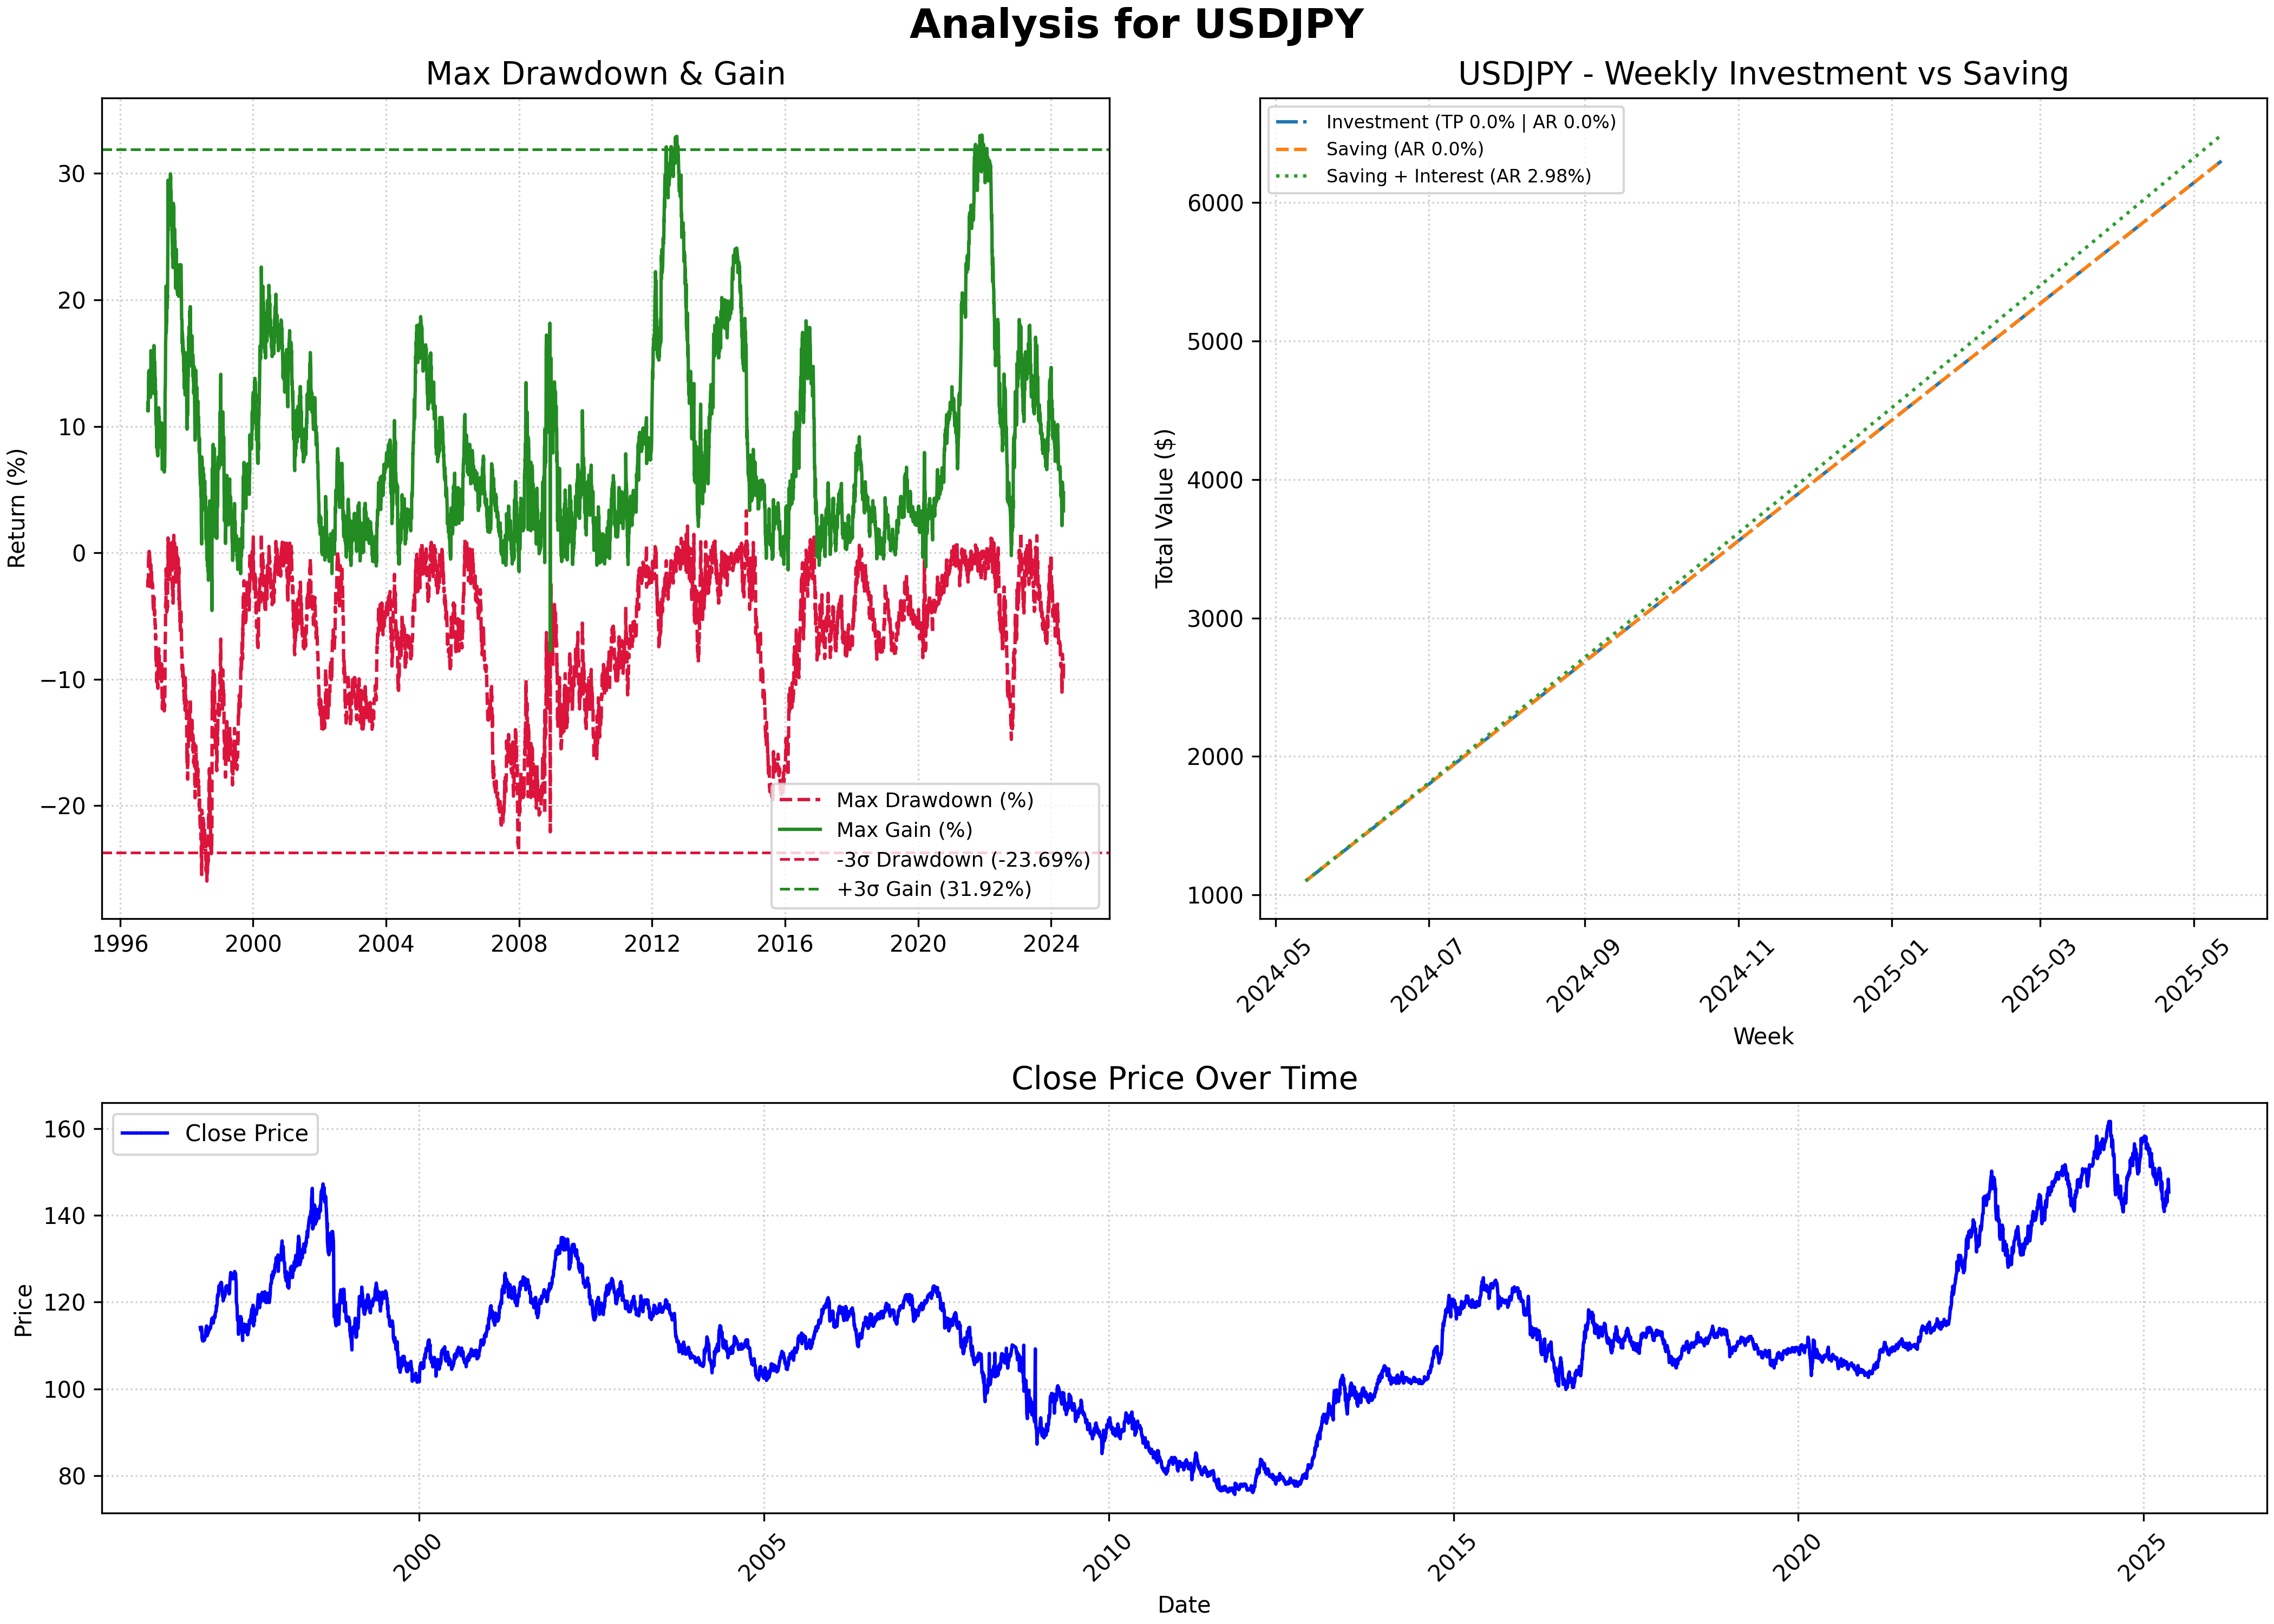 Analysis for USDJPY
Max Drawdown & Gain
Return (%)
30
20
10
0
−10
−20
Max Drawdown (%)
Max Gain (%)
-3σ Drawdown (-23.69%)
+3σ Gain (31.92%)
1996
2000
2004
2008
2012
2016
2020
2024
USDJPY - Weekly Investment vs Saving
Investment (TP 0.0% | AR 0.0%)
Saving (AR 0.0%)
Saving + Interest (AR 2.98%)
Total Value ($)
6000
5000
4000
3000
2000
1000
2024-05
2024-07
2024-09
2024-11
2025-01
2025-03
2025-05
Week
Close Price Over Time
Close Price
Price
160
140
120
100
80
2000
2005
2010
2015
2020
2025
Date